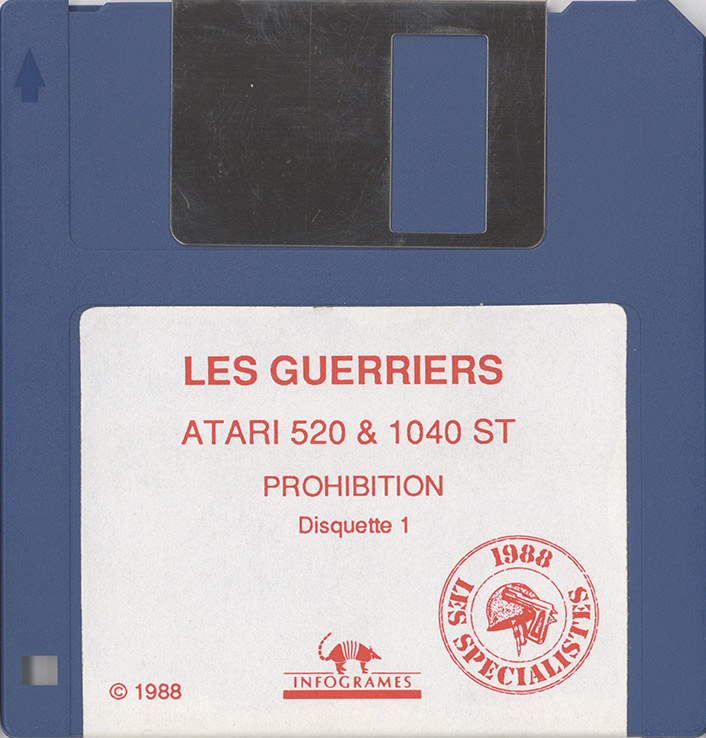 LES GUERRIERS
ATARI 520 & 1040 ST
PROHIBITION
Disquette 1
1988
LES SPECIALISTES
INFOGRAMES
© 1988